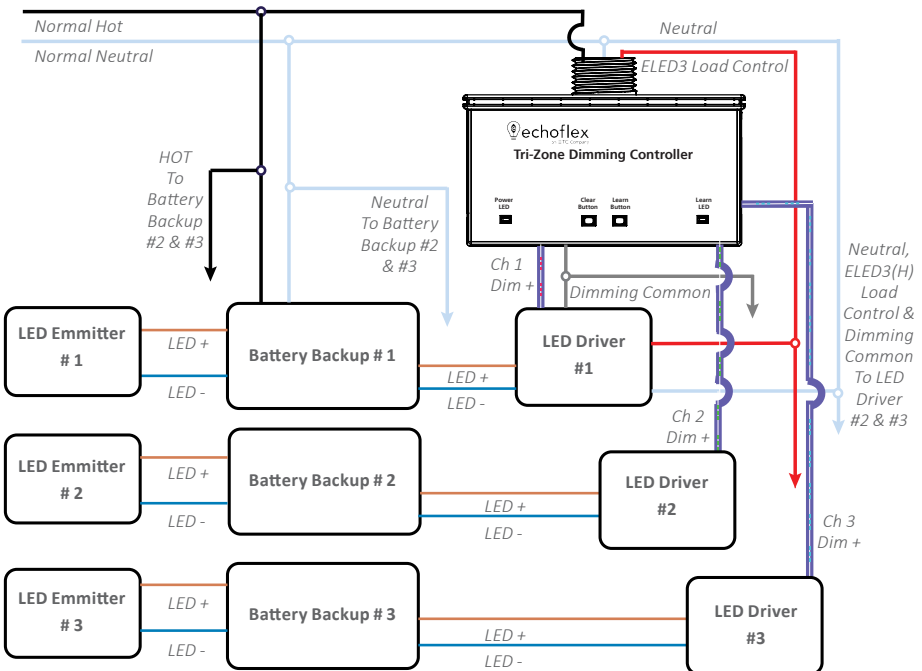 Normal Hot
Normal Neutral
Neutral
ELED3 Load Control
echoflex
an ETC Company
Tri-Zone Dimming Controller
Power
LED
Clear
Button
Learn
Button
Learn
LED
HOT
To
Battery
Backup
#2 & #3
Neutral
To Battery
Backup #2
& #3
Ch 1
Dim +
Dimming Common
Neutral,
ELED3(H)
Load
Control &
Dimming
Common
To LED
Driver
#2 & #3
LED Emmitter
# 1
LED +
LED -
Battery Backup # 1
LED +
LED -
LED Driver
#1
Ch 2
Dim +
LED Emmitter
# 2
LED +
LED -
Battery Backup # 2
LED +
LED -
LED Driver
#2
Ch 3
Dim +
LED Emmitter
# 3
LED +
LED -
Battery Backup # 3
LED +
LED -
LED Driver
#3